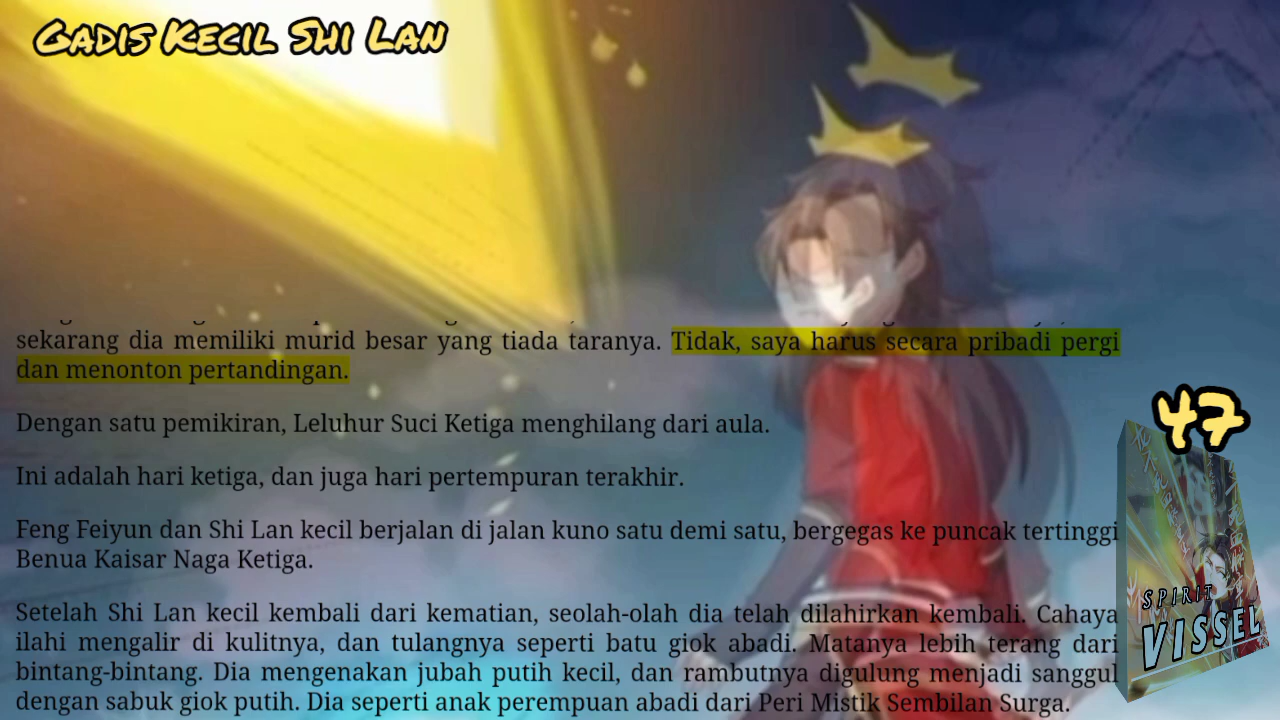 Gadis Kecil Shi Lan
sekarang dia memiliki murid besar yang tiada taranya. Tidak, saya harus secara pribadi pergi
dan menonton pertandingan.
Dengan satu pemikiran, Leluhur Suci Ketiga menghilang dari aula.
Ini adalah hari ketiga, dan juga hari pertempuran terakhir.
Feng Feiyun dan Shi Lan kecil berjalan di jalan kuno satu demi satu, bergegas ke puncak tertinggi
Benua Kaisar Naga Ketiga.
Setelah Shi Lan kecil kembali dari kematian, seolah-olah dia telah dilahirkan kembali. Cahaya
ilahi mengalir di kulitnya, dan tulangnya seperti batu giok abadi. Matanya lebih terang dari
bintang-bintang. Dia mengenakan jubah putih kecil, dan rambutnya digulung menjadi sanggul
dengan sabuk giok putih. Dia seperti anak perempuan abadi dari Peri Mistik Sembilan Surga.
47
SPIRIT
VISSEL